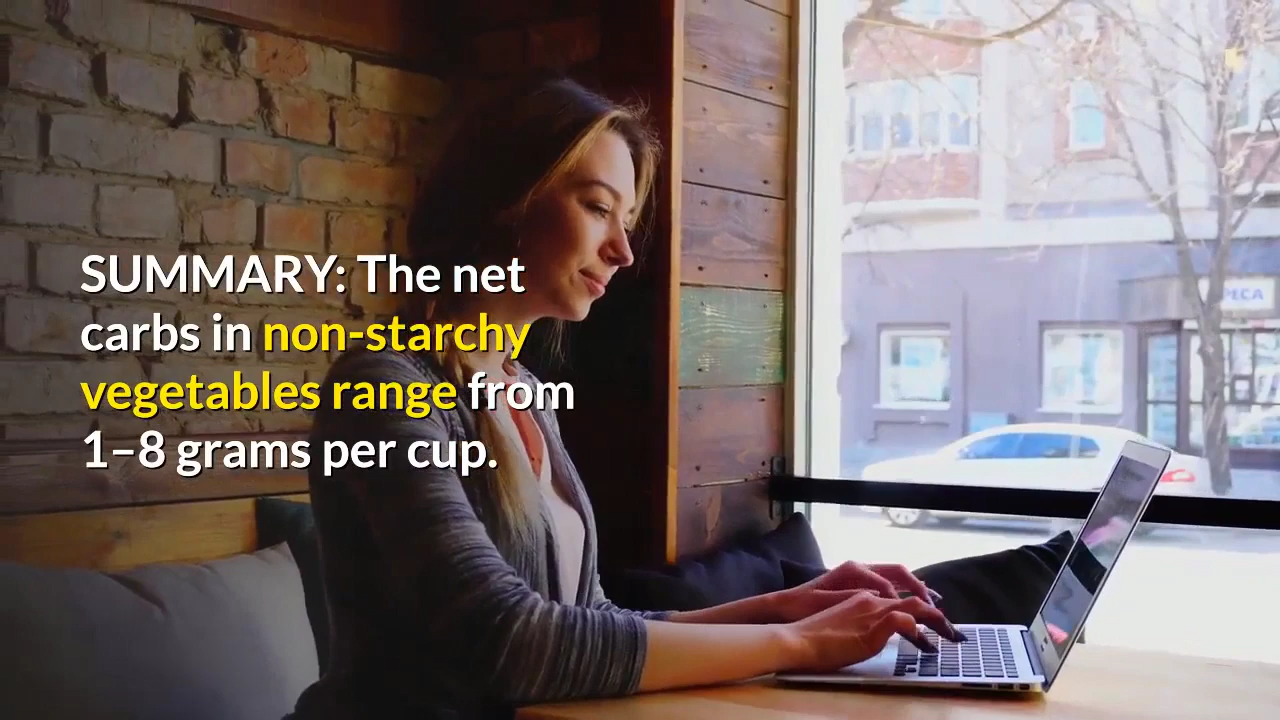 SUMMARY: The net
carbs in non-starchy
vegetables range from
1–8 grams per cup.